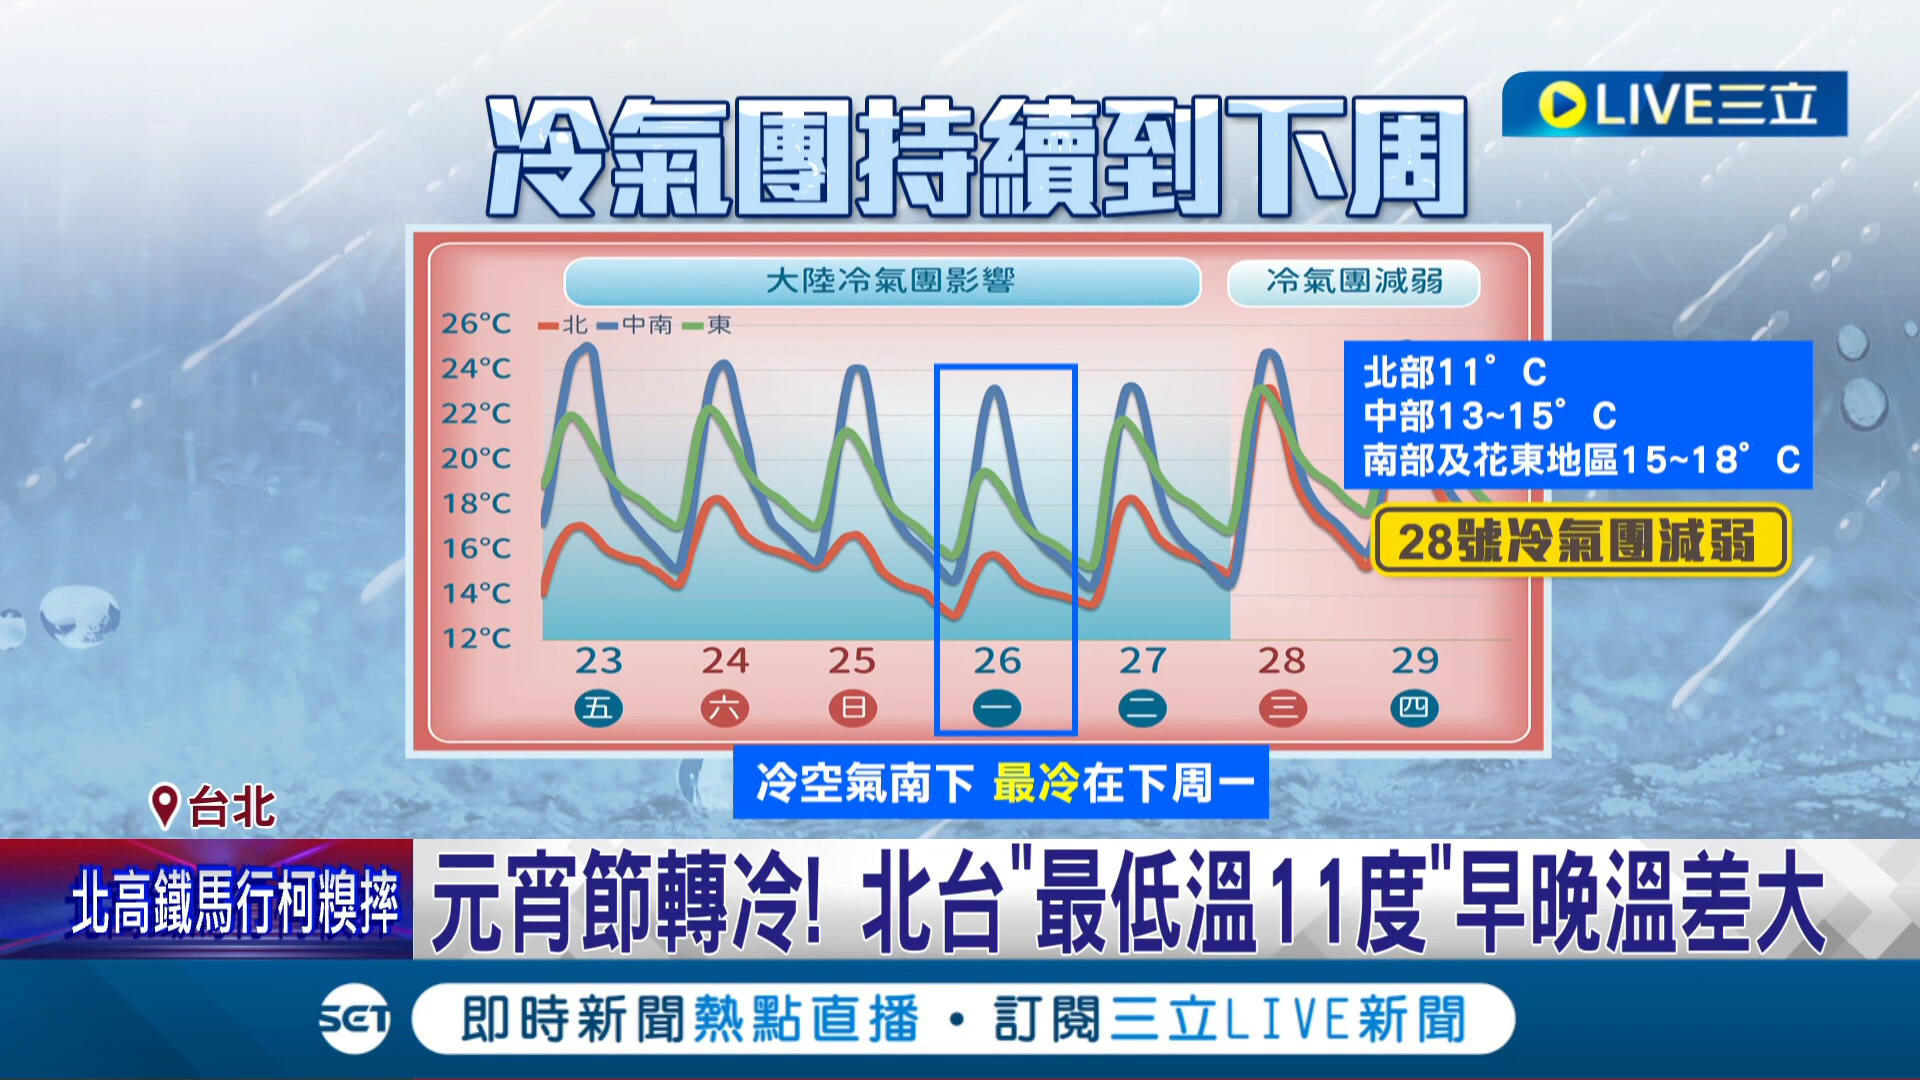 LIVE三立
冷氣團持續到下周
大陸冷氣團影響
冷氣團減弱
26°C
北 中南 東
24°C
22°C
20°C
18°C
16°C
14°C
12°C
北部11°C
中部13~15°C
南部及花東地區15~18°C
28號冷氣團減弱
23 24 25 26 27 28 29
五 六 日 一 二 三 四
冷空氣南下 最冷在下周一
台北
北高鐵馬行柯糗摔
元宵節轉冷! 北台"最低溫11度"早晚溫差大
SET
即時新聞熱點直播・訂閱三立LIVE新聞